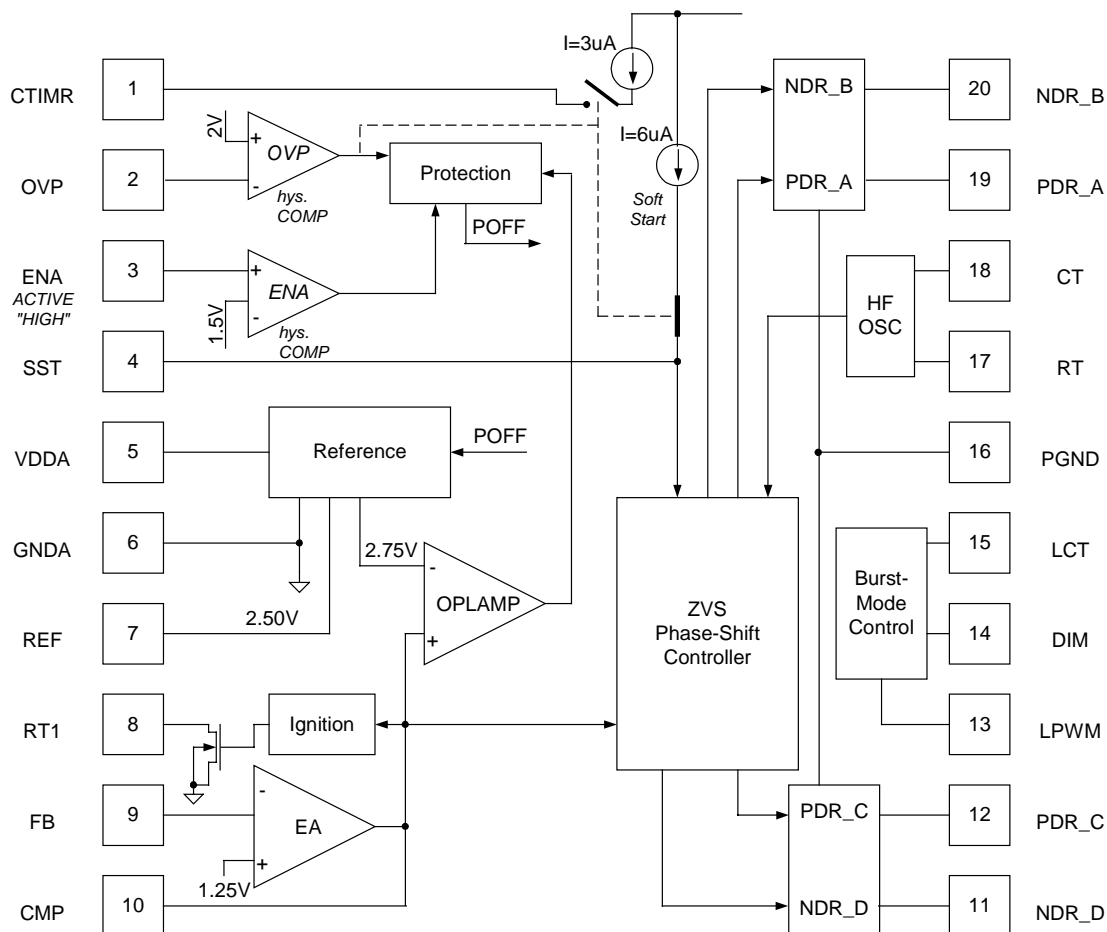 I=3uA
CTIMR
1
NDR_B
20
NDR_B
2V
+
OVP
-
hys.
COMP
I=6uA
Soft
Start
OVP
2
Protection
POFF
PDR_A
19
PDR_A
ENA
ACTIVE
"HIGH"
3
+
ENA
-
1.5V
hys.
COMP
HF
OSC
18
CT
SST
4
17
RT
VDDA
5
Reference
POFF
16
PGND
GNDA
6
2.75V
-
OPLAMP
+
ZVS
Phase-Shift
Controller
Burst-
Mode
Control
15
LCT
REF
7
2.50V
14
DIM
RT1
8
Ignition
13
LPWM
FB
9
-
EA
+
1.25V
PDR_C
12
PDR_C
CMP
10
NDR_D
11
NDR_D